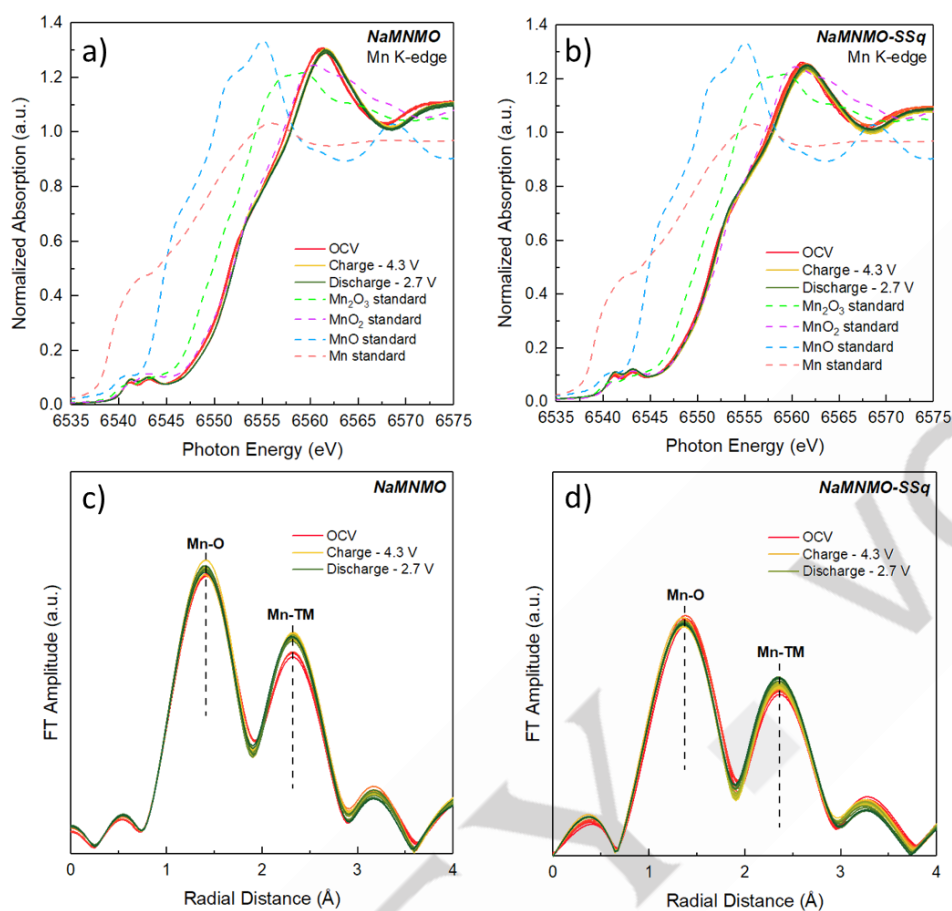 a)
NaMNMO
Mn K-edge
Normalized Absorption (a.u.)
1.4
1.2
1.0
0.8
0.6
0.4
0.2
0.0
OCV
Charge - 4.3 V
Discharge - 2.7 V
Mn₂O₃ standard
MnO₂ standard
MnO standard
Mn standard
6535 6540 6545 6550 6555 6560 6565 6570 6575
Photon Energy (eV)
b)
NaMNMO-SSq
Mn K-edge
Normalized Absorption (a.u.)
1.4
1.2
1.0
0.8
0.6
0.4
0.2
0.0
OCV
Charge - 4.3 V
Discharge - 2.7 V
Mn₂O₃ standard
MnO₂ standard
MnO standard
Mn standard
6535 6540 6545 6550 6555 6560 6565 6570 6575
Photon Energy (eV)
c)
NaMNMO
FT Amplitude (a.u.)
OCV
Charge - 4.3 V
Discharge - 2.7 V
Mn-O
Mn-TM
0 1 2 3 4
Radial Distance (Å)
d)
NaMNMO-SSq
FT Amplitude (a.u.)
OCV
Charge - 4.3 V
Discharge - 2.7 V
Mn-O
Mn-TM
0 1 2 3 4
Radial Distance (Å)